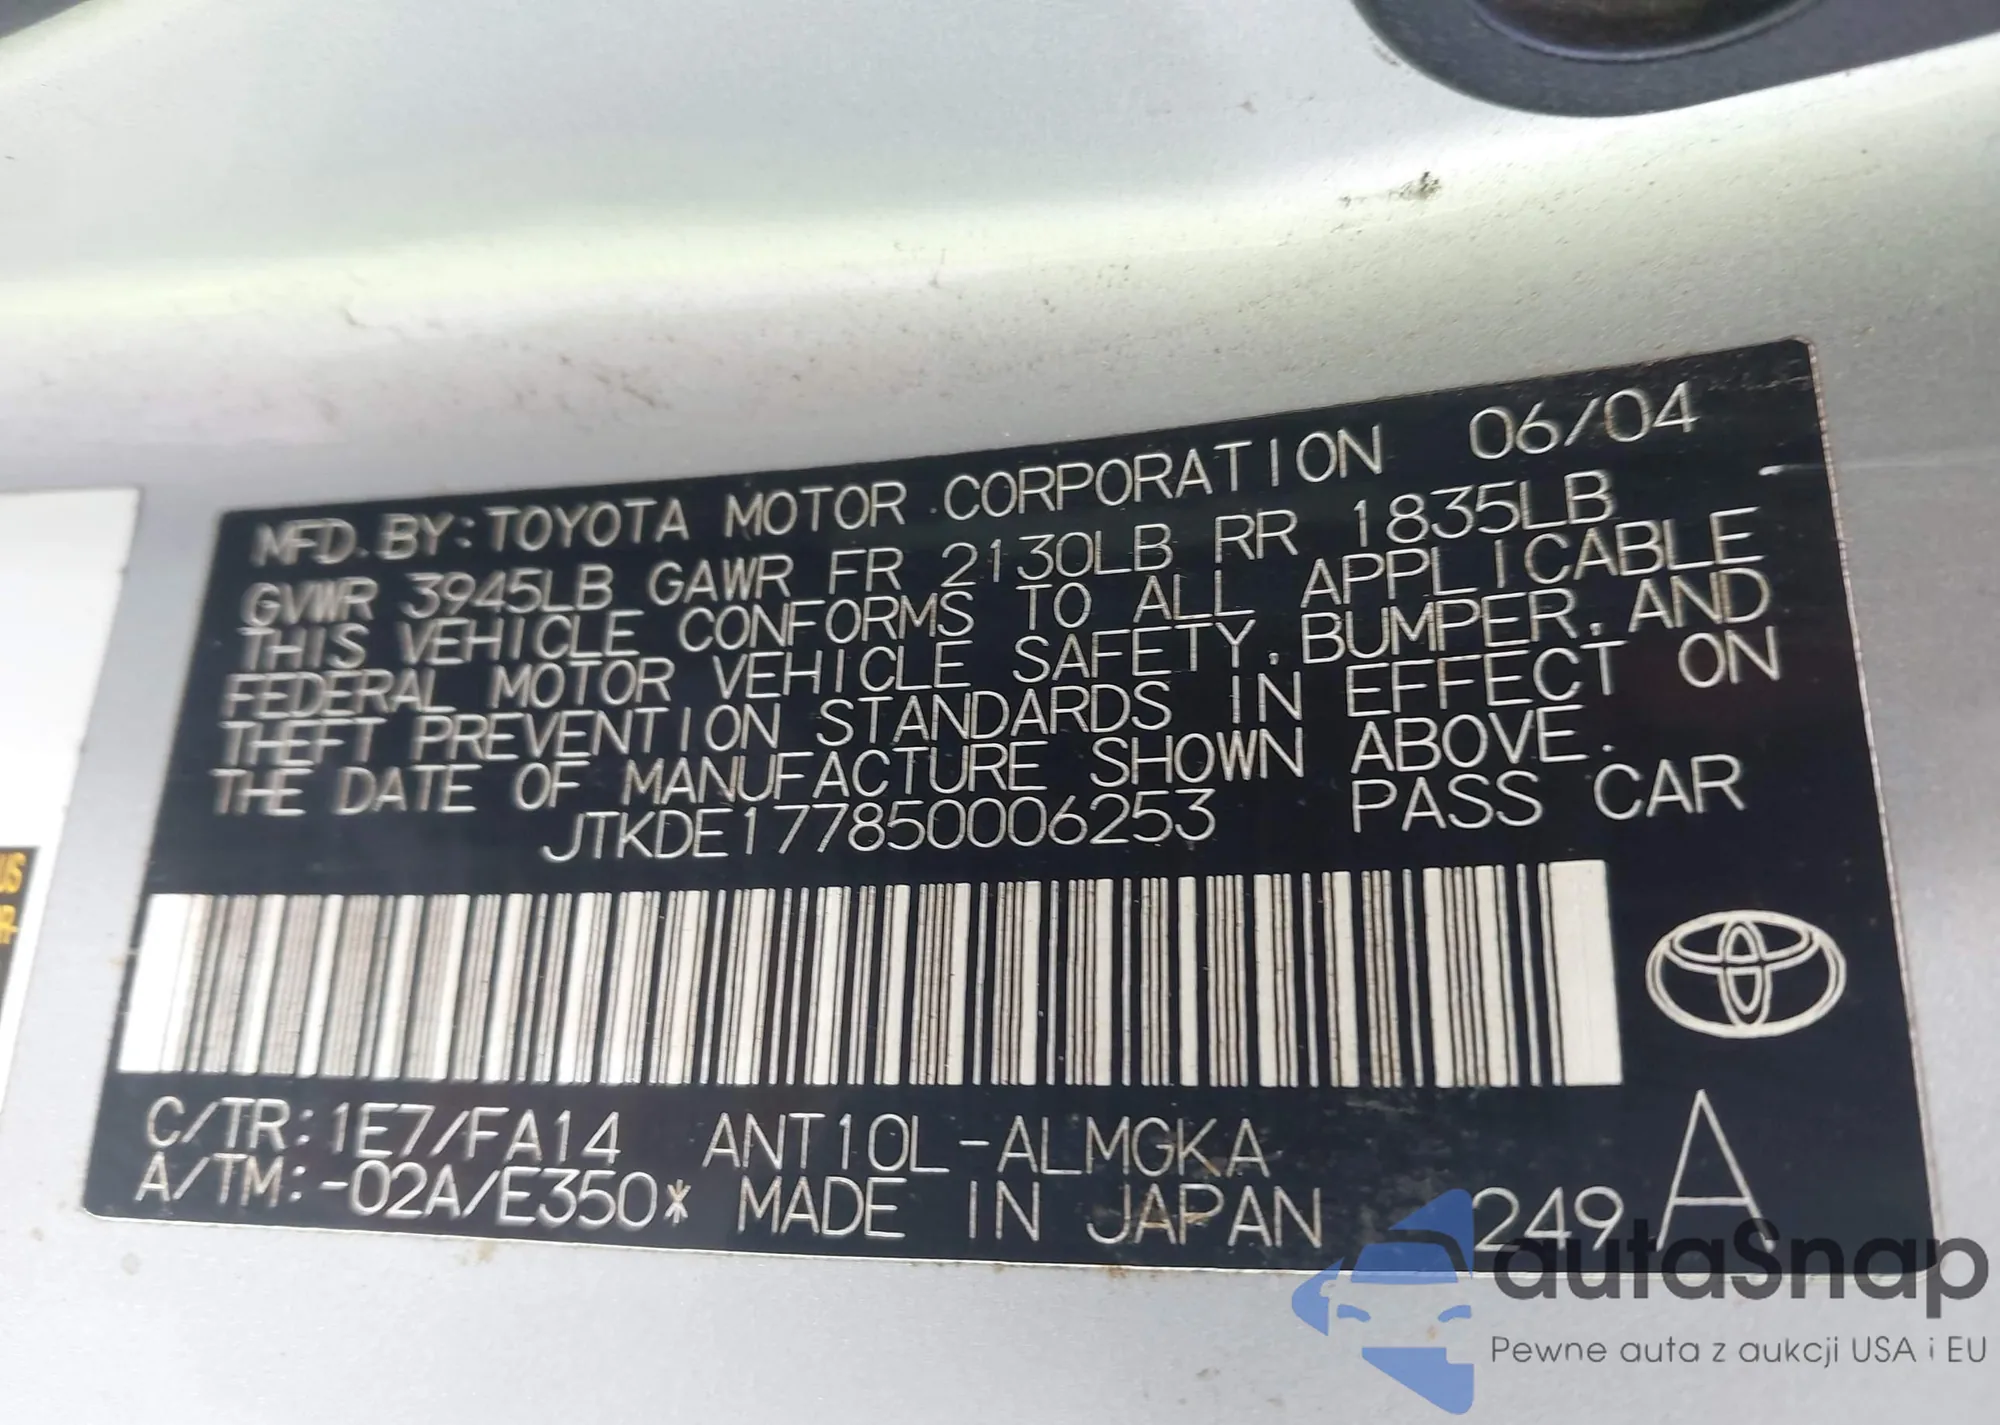 MFD. BY: TOYOTA MOTOR CORPORATION 06/04
GVWR 3945LB GAWR FR 2130LB RR 1835LB
THIS VEHICLE CONFORMS TO ALL APPLICABLE
FEDERAL MOTOR VEHICLE SAFETY, BUMPER, AND
THEFT PREVENTION STANDARDS IN EFFECT ON
THE DATE OF MANUFACTURE SHOWN ABOVE.
JTKDE177850006253 PASS CAR
C/TR: 1E7/FA14 ANT10L-ALMGKA
A/TM: -02A/E350* MADE IN JAPAN 249 A
autaSnap
Pewne auta z aukcji USA i EU